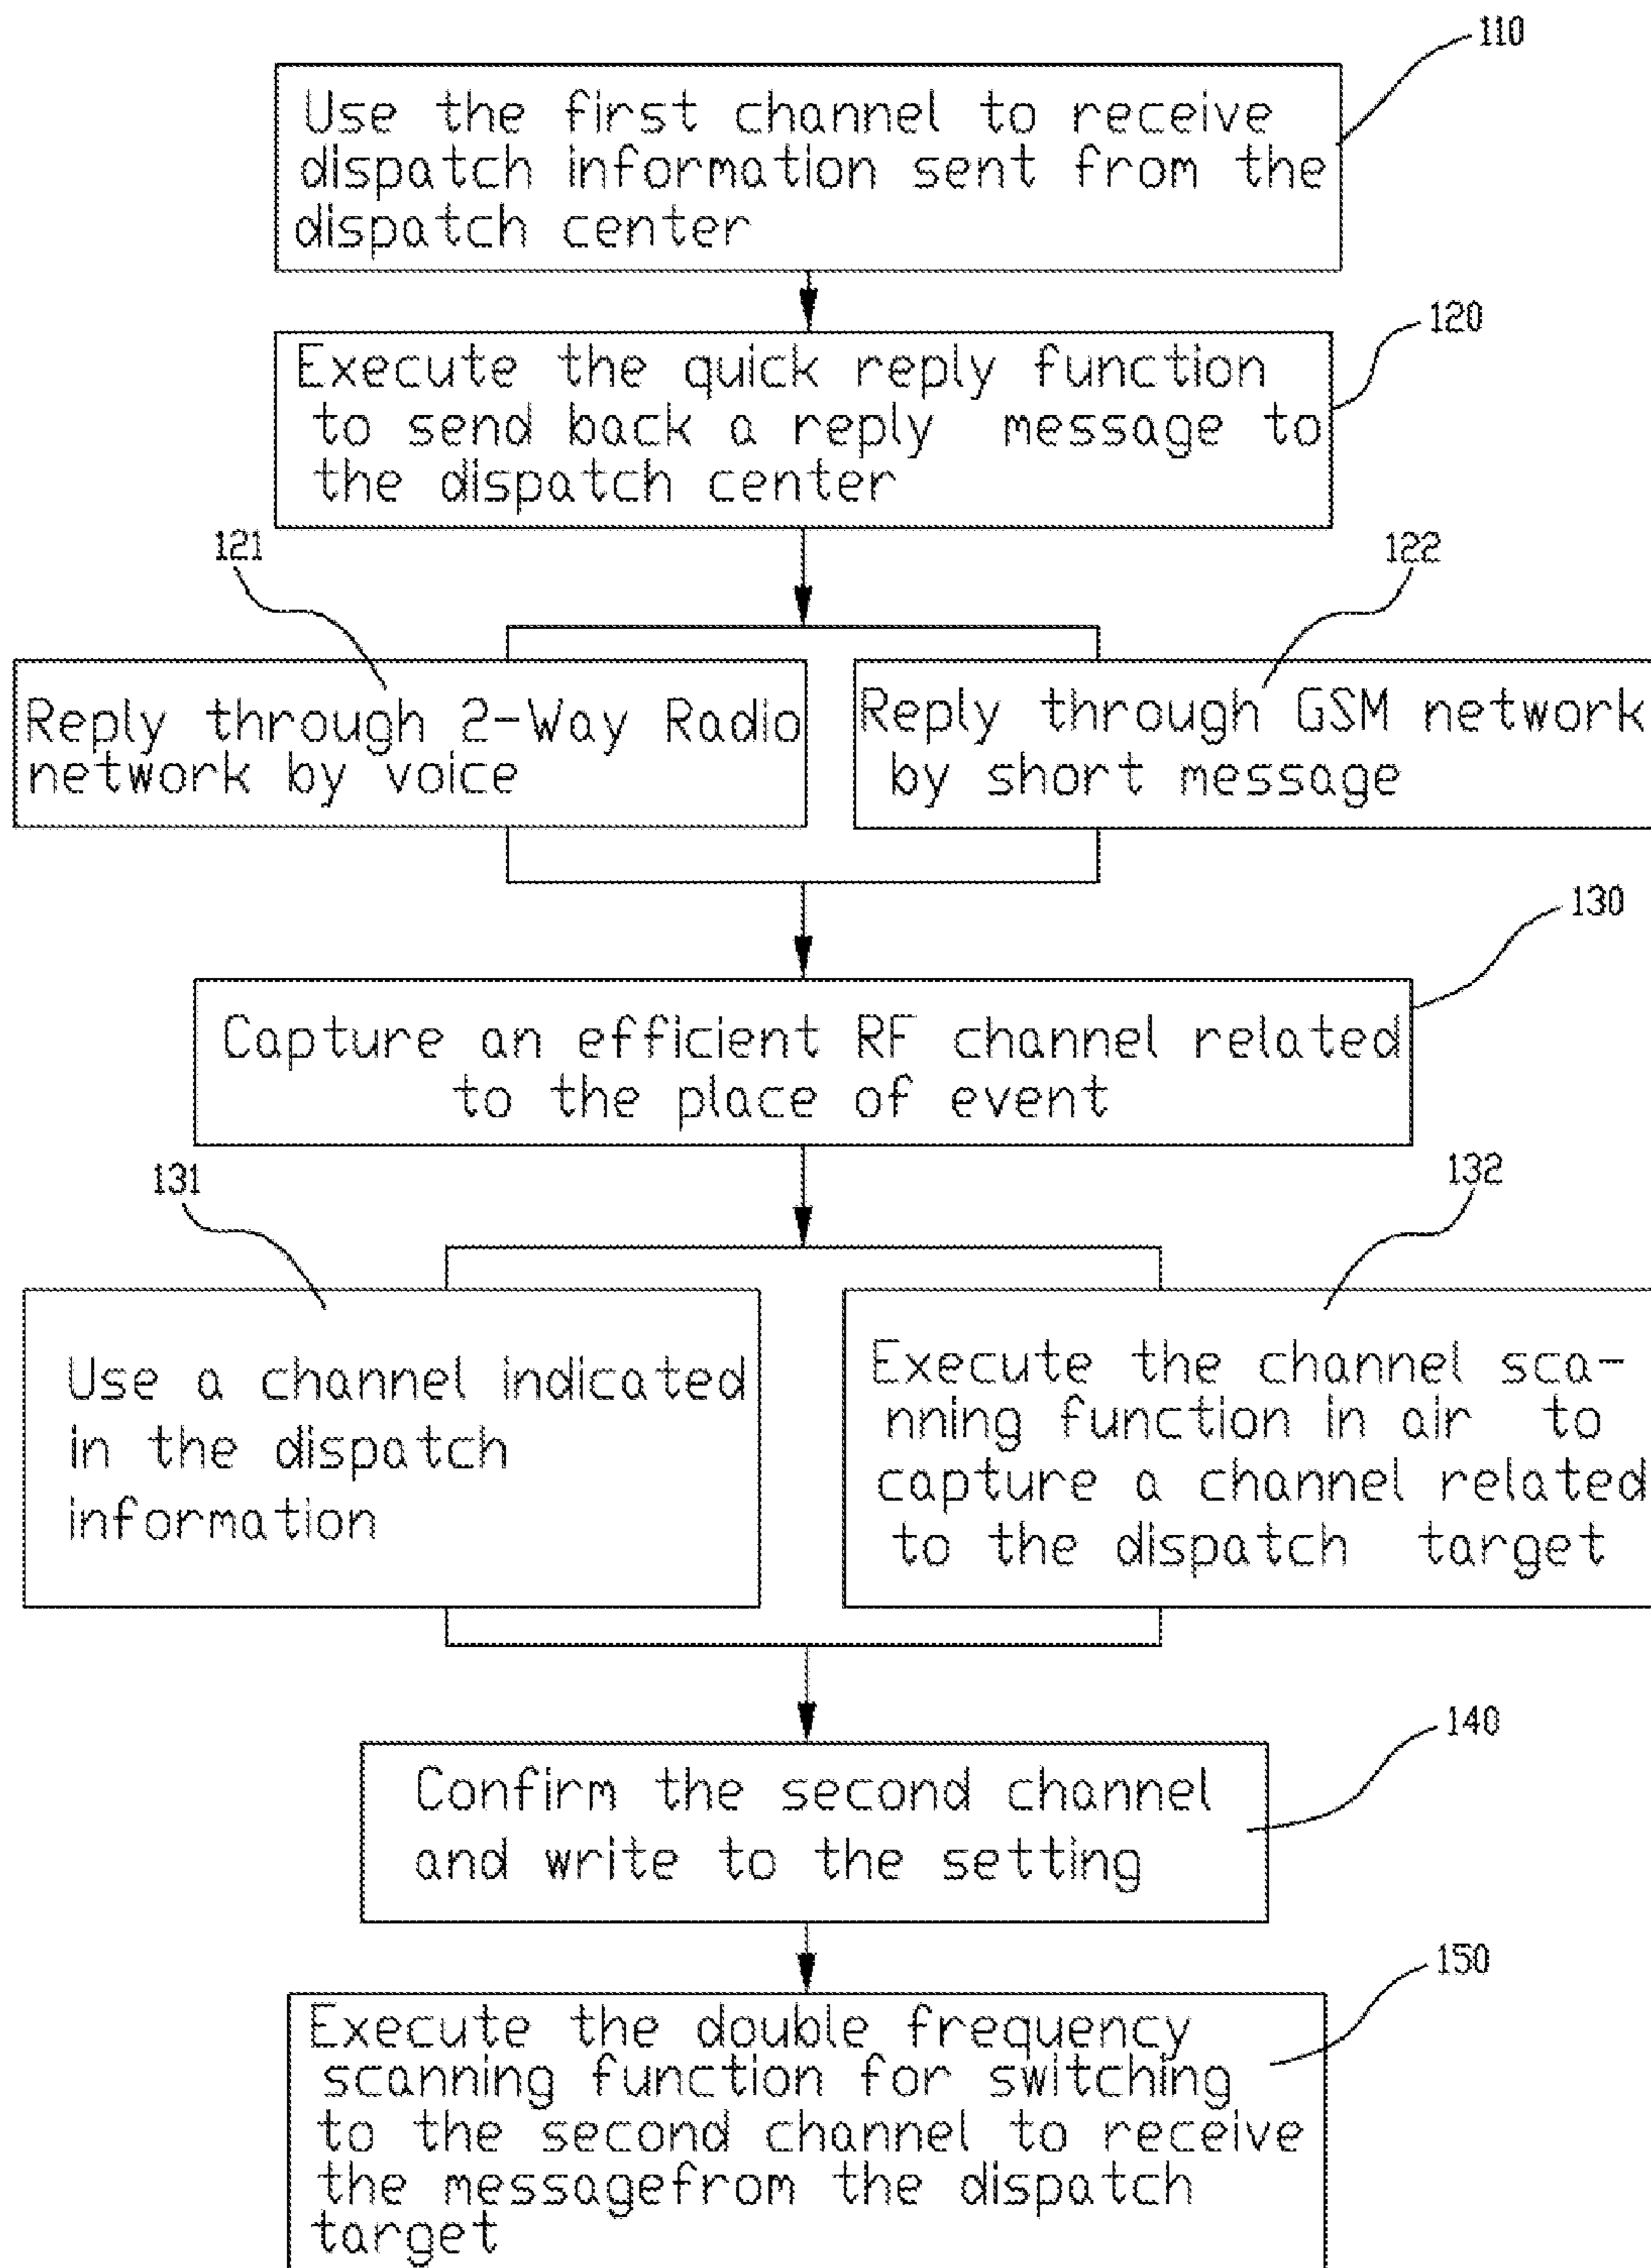 110
Use the first channel to receive
dispatch information sent from the
dispatch center
120
Execute the quick reply function
to send back a reply message to
the dispatch center
121
122
Reply through 2-Way Radio
network by voice
Reply through GSM network
by short message
130
Capture an efficient RF channel related
to the place of event
131
132
Use a channel indicated
in the dispatch
information
Execute the channel sca-
nning function in air to
capture a channel related
to the dispatch target
140
Confirm the second channel
and write to the setting
150
Execute the double frequency
scanning function for switching
to the second channel to receive
the messagefrom the dispatch
target